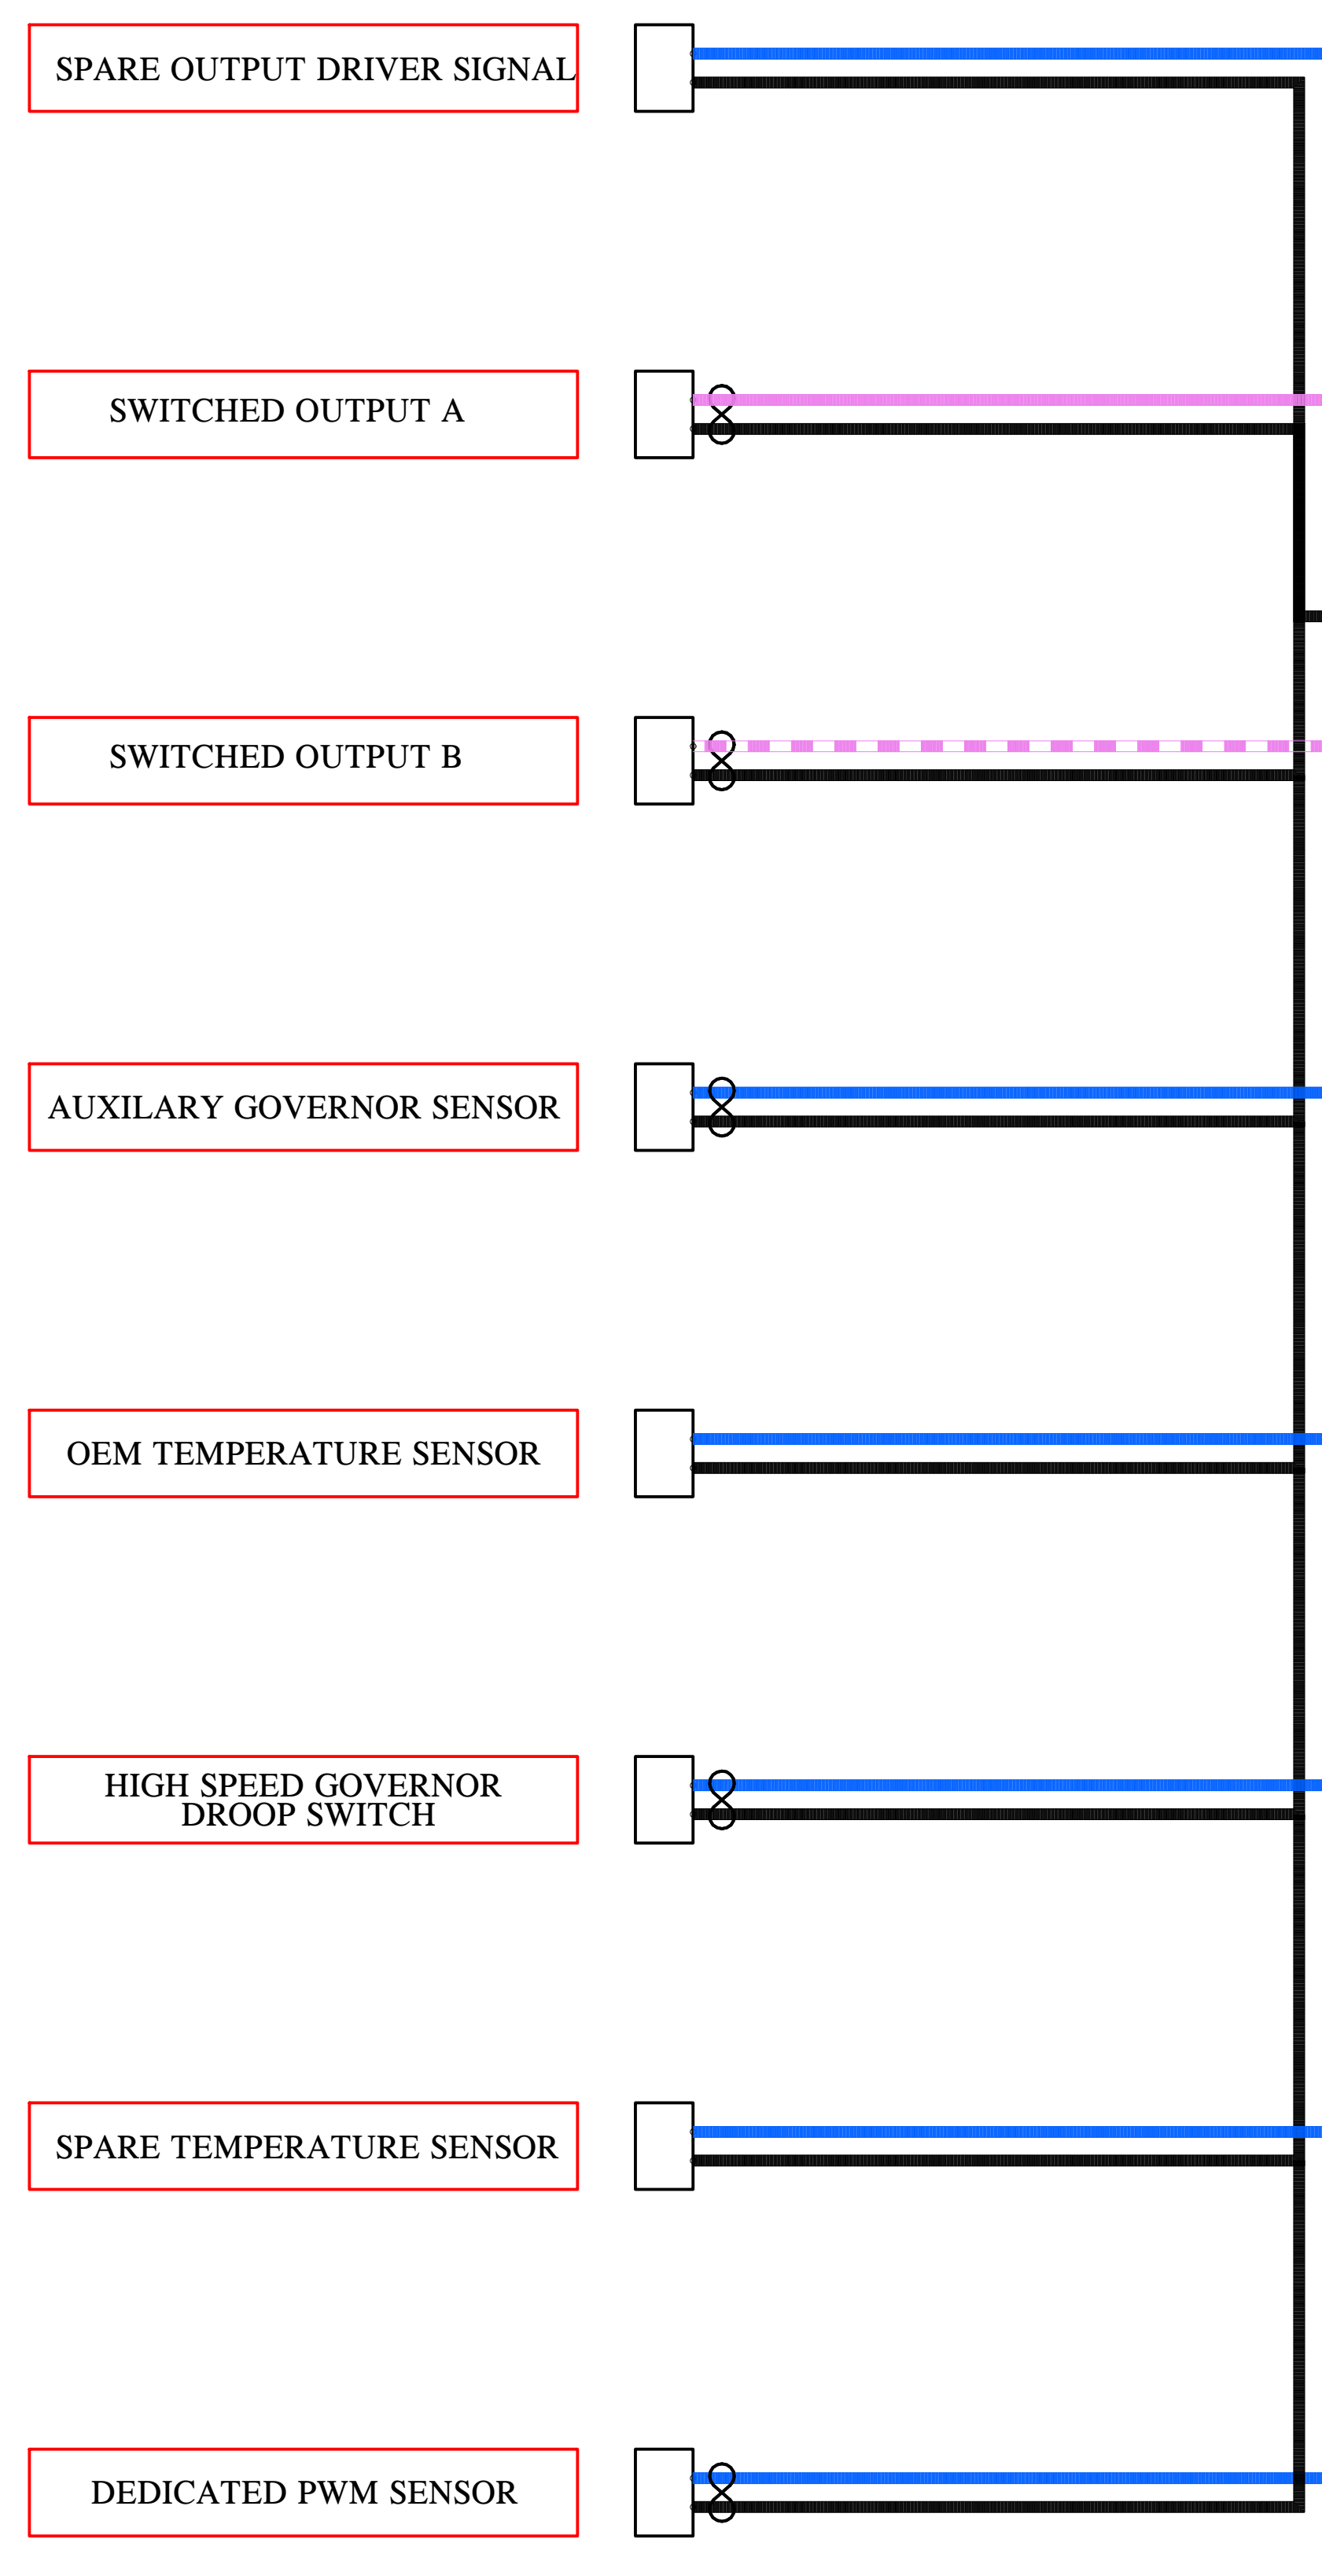 SPARE OUTPUT DRIVER SIGNAL
SWITCHED OUTPUT A
SWITCHED OUTPUT B
AUXILARY GOVERNOR SENSOR
OEM TEMPERATURE SENSOR
HIGH SPEED GOVERNOR
DROOP SWITCH
SPARE TEMPERATURE SENSOR
DEDICATED PWM SENSOR